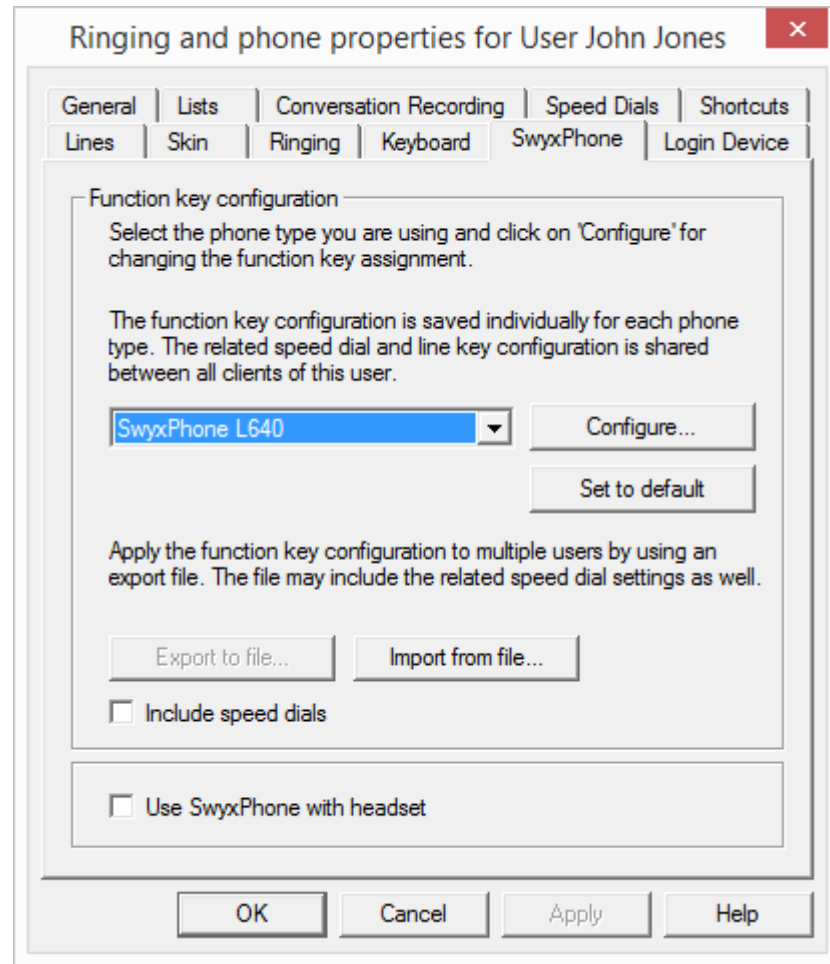 Ringing and phone properties for User John Jones
General Lists Conversation Recording Speed Dials Shortcuts
Lines Skin Ringing Keyboard SwyxPhone Login Device
Function key configuration
Select the phone type you are using and click on 'Configure' for
changing the function key assignment.
The function key configuration is saved individually for each phone
type. The related speed dial and line key configuration is shared
between all clients of this user.
SwyxPhone L640 Configure...
Set to default
Apply the function key configuration to multiple users by using an
export file. The file may include the related speed dial settings as well.
Export to file... Import from file...
Include speed dials
Use SwyxPhone with headset
OK Cancel Apply Help